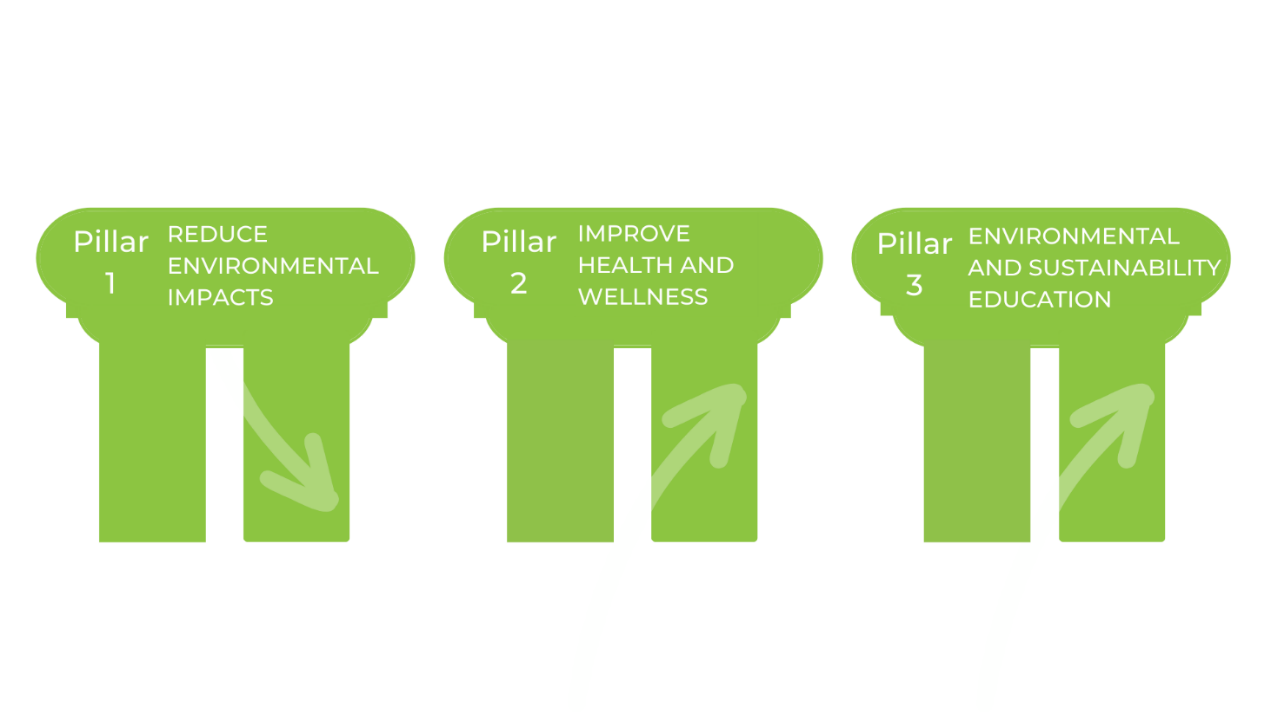 Pillar
1
REDUCE
ENVIRONMENTAL
IMPACTS
Pillar
2
IMPROVE
HEALTH AND
WELLNESS
Pillar
3
ENVIRONMENTAL
AND SUSTAINABILITY
EDUCATION